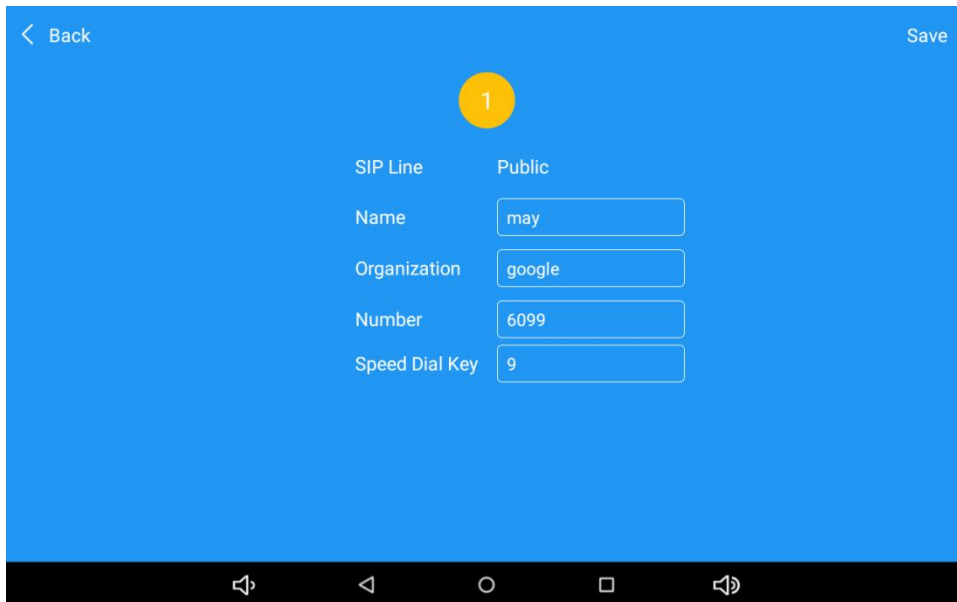 Back
Save
1
SIP Line Public
Name may
Organization google
Number 6099
Speed Dial Key 9